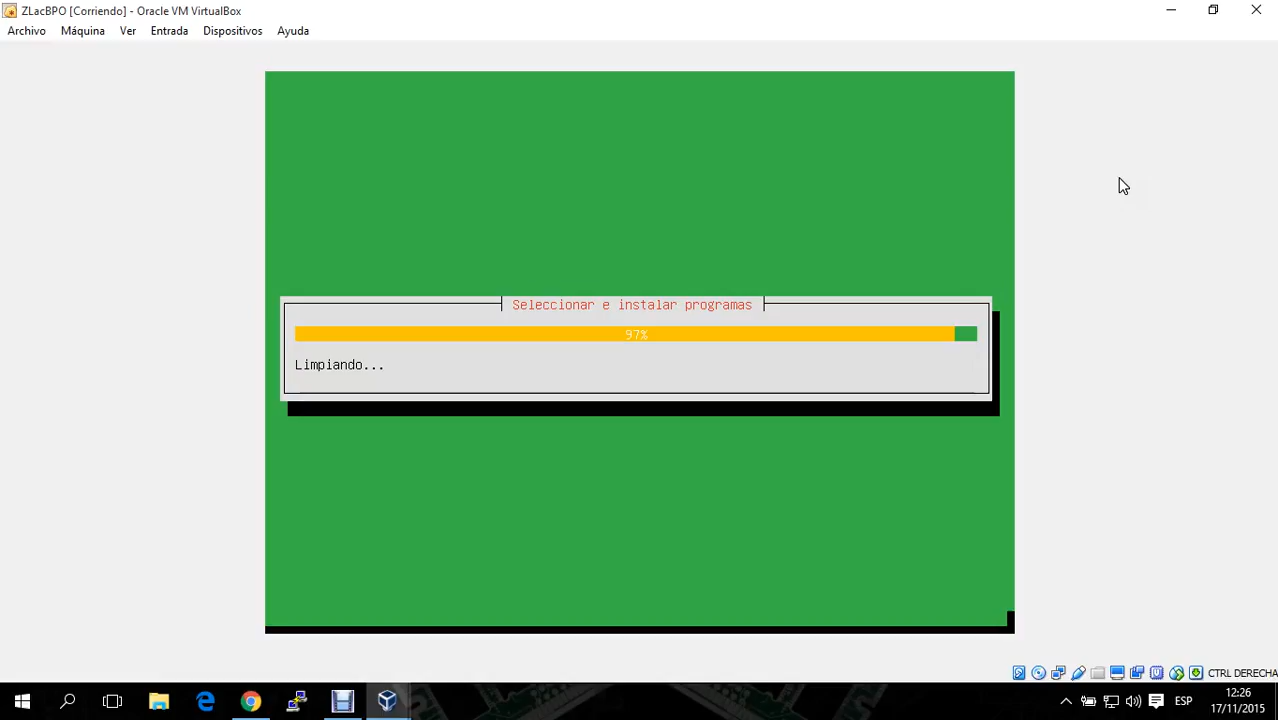 ZLacBPO [Corriendo] - Oracle VM VirtualBox
Archivo Máquina Ver Entrada Dispositivos Ayuda
Seleccionar e instalar programas
97%
Limpiando...
CTRL DERECHA
ESP
12:26
17/11/2015